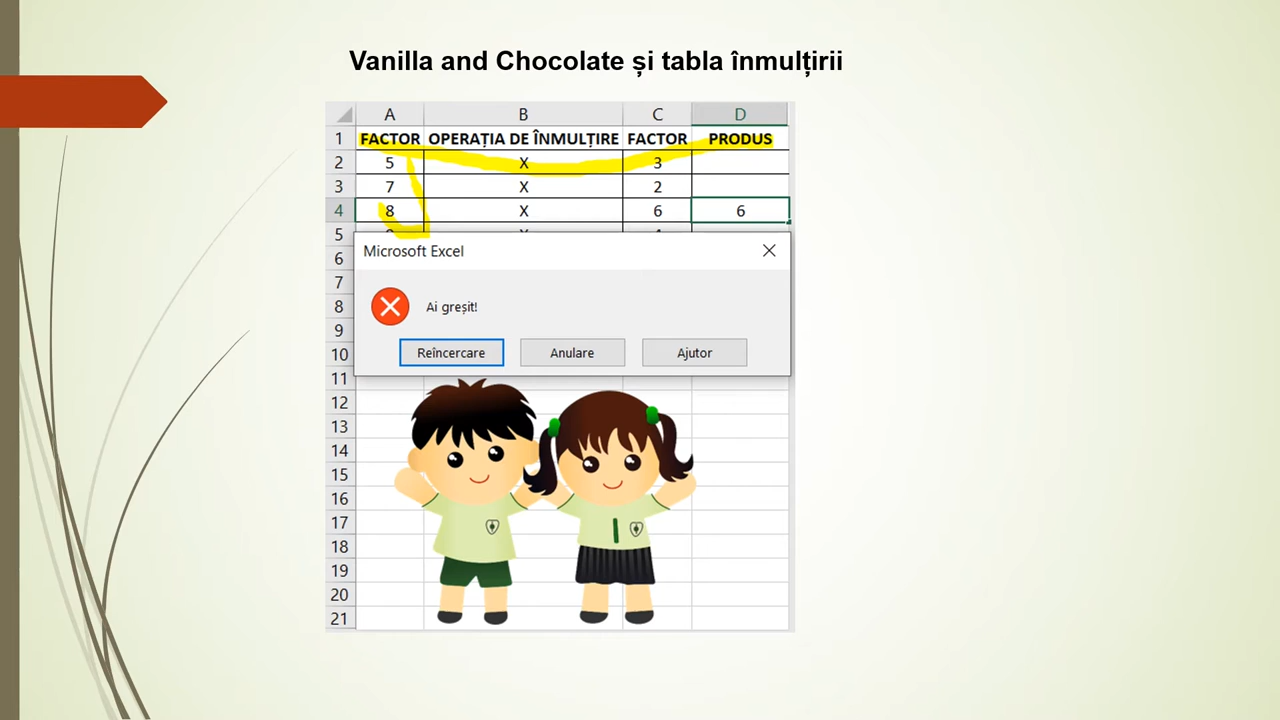 Vanilla and Chocolate și tabla înmulțirii
A B C D
1 FACTOR OPERAȚIA DE ÎNMULȚIRE FACTOR PRODUS
2 5 X 3
3 7 X 2
4 8 X 6 6
5
6 Microsoft Excel
7
8 Ai greșit!
9
10 Reîncercare Anulare Ajutor
11
12
13
14
15
16
17
18
19
20
21